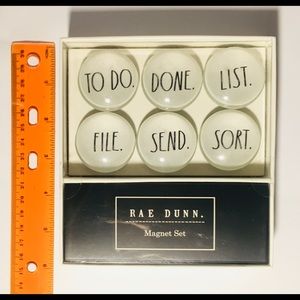 TO DO. DONE. LIST.
FILE. SEND. SORT.
RAE DUNN.
Magnet Set